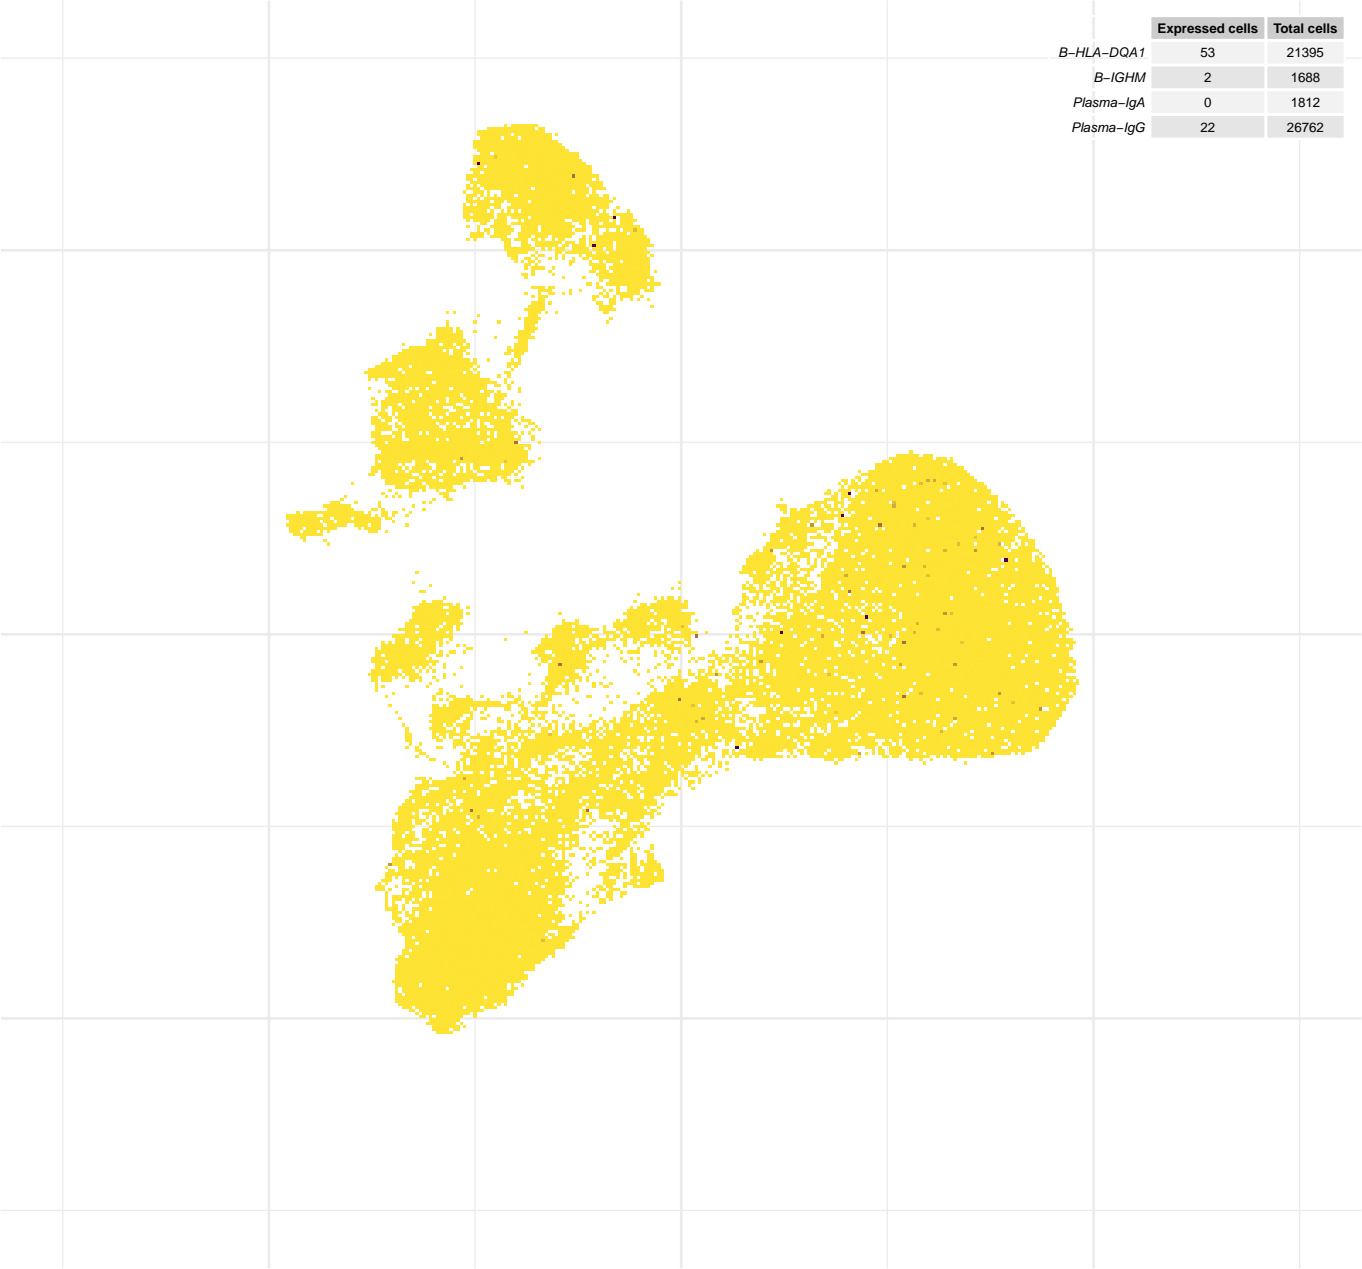 Expressed cells Total cells
B−HLA−DQA1 53 21395
B−IGHM 2 1688
Plasma−IgA 0 1812
Plasma−IgG 22 26762